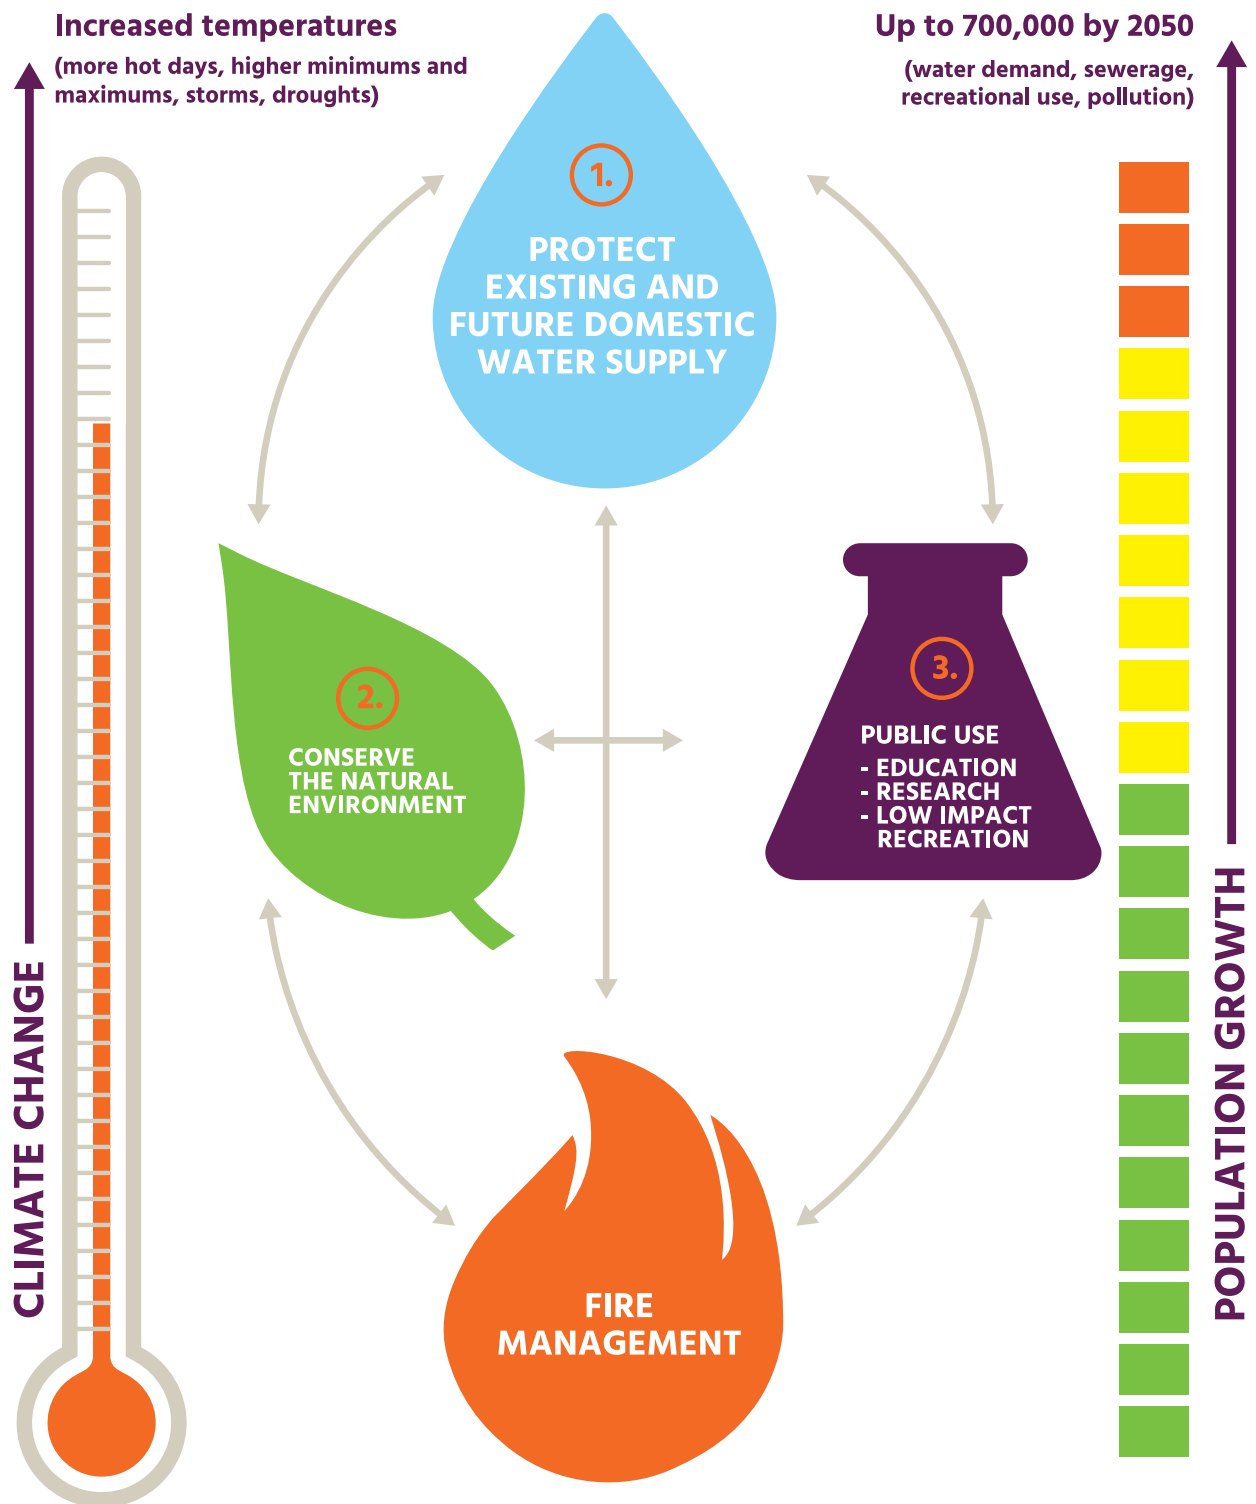 Increased temperatures
(more hot days, higher minimums and
maximums, storms, droughts)
Up to 700,000 by 2050
(water demand, sewerage,
recreational use, pollution)
1.
PROTECT
EXISTING AND
FUTURE DOMESTIC
WATER SUPPLY
2.
CONSERVE
THE NATURAL
ENVIRONMENT
3.
PUBLIC USE
- EDUCATION
- RESEARCH
- LOW IMPACT
RECREATION
FIRE
MANAGEMENT
CLIMATE CHANGE
POPULATION GROWTH